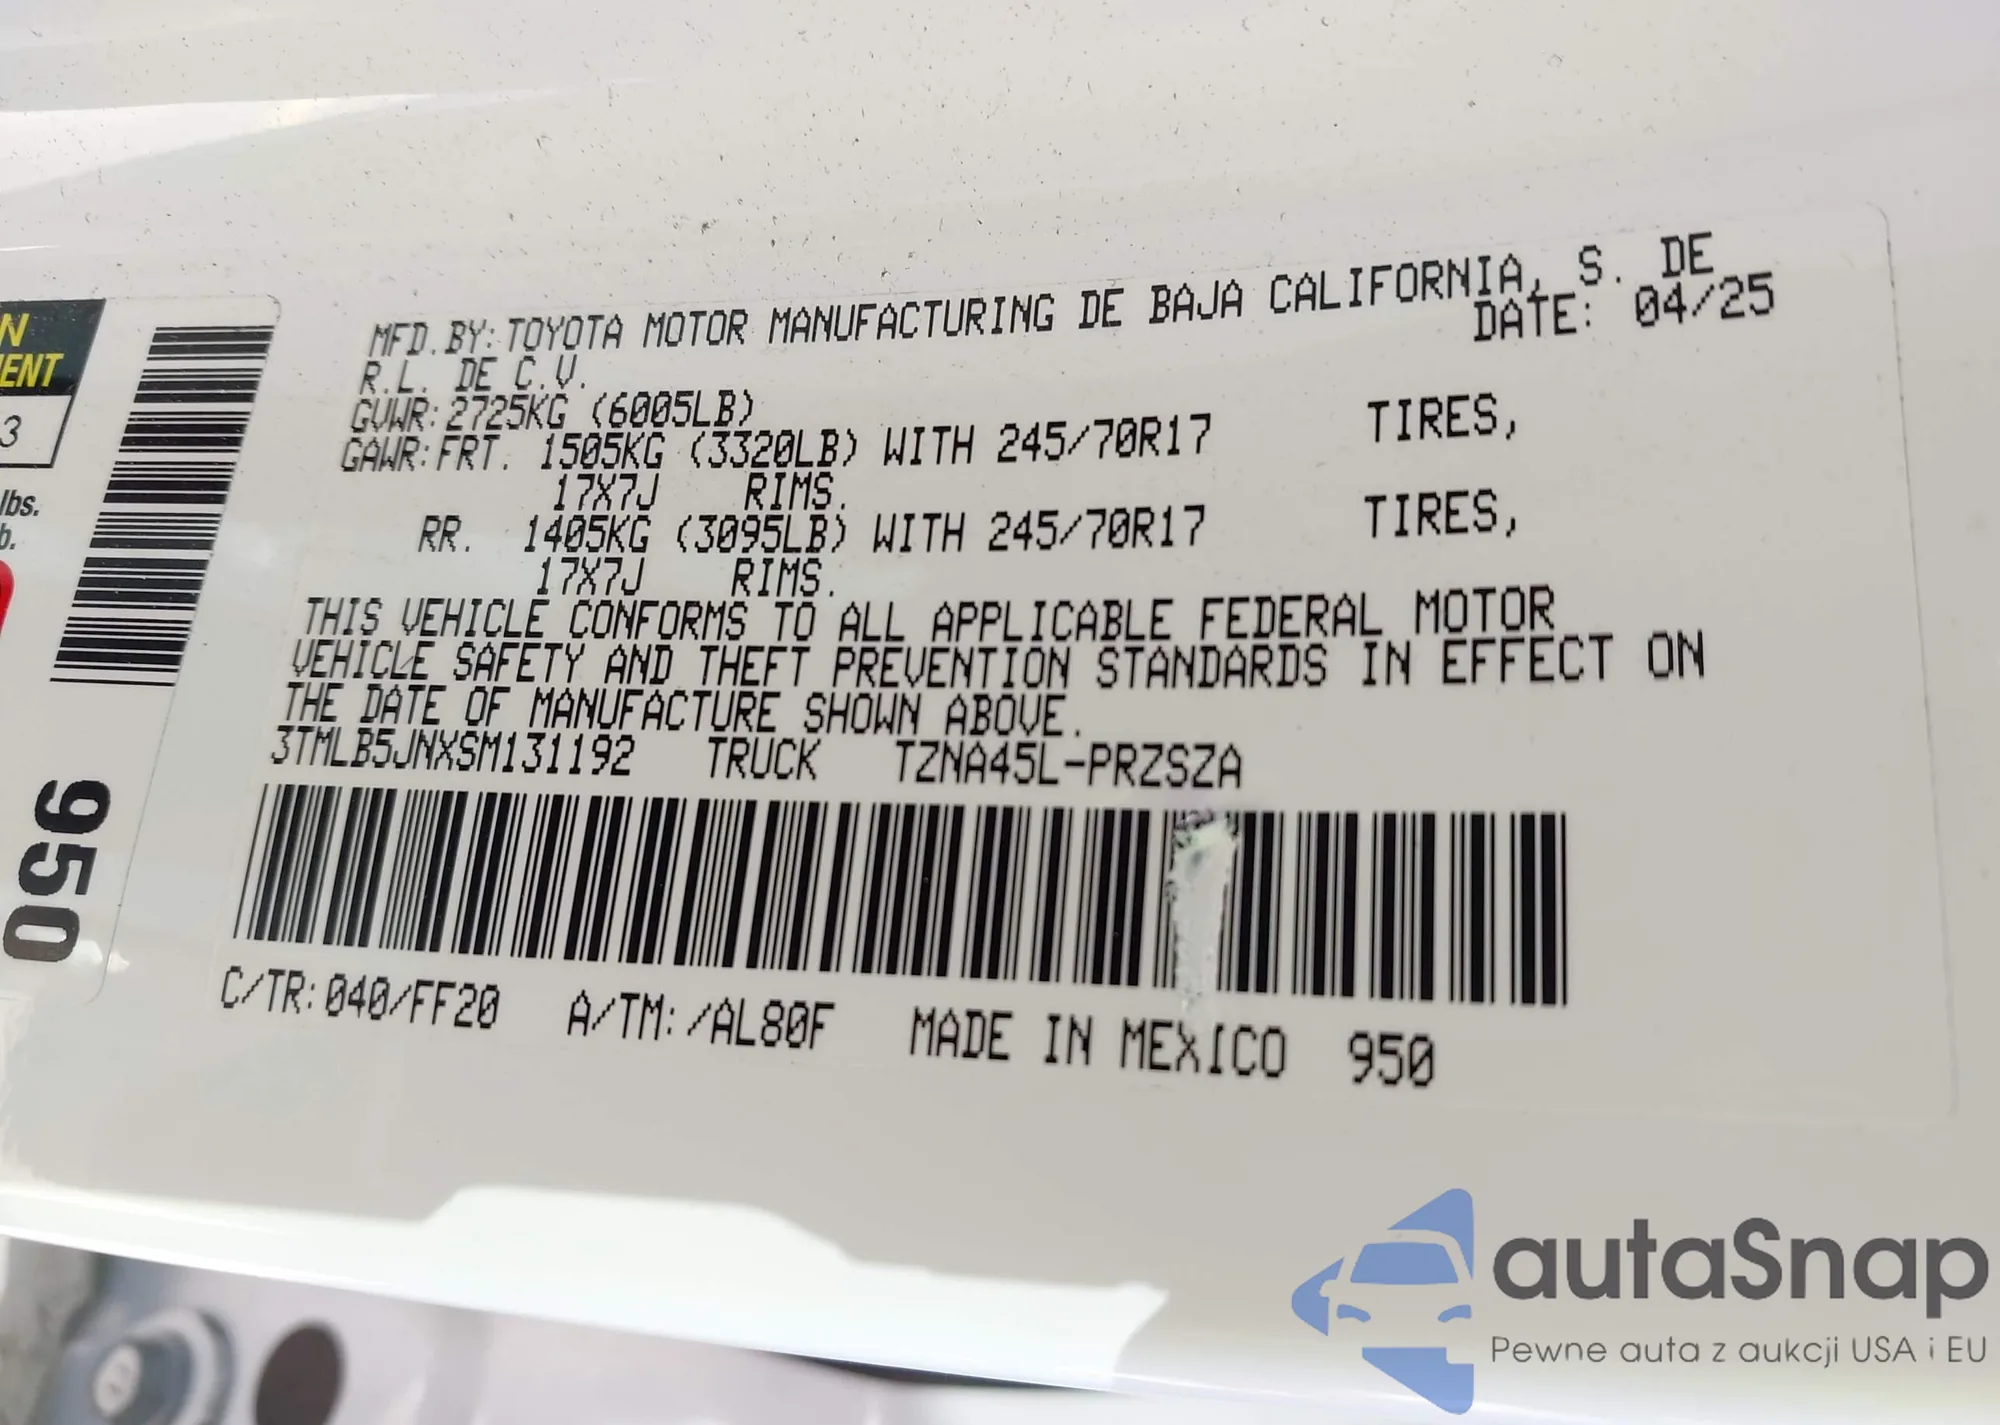 MFD.BY: TOYOTA MOTOR MANUFACTURING DE BAJA CALIFORNIA, S. DE
R.L. DE C.V.
DATE: 04/25
GVWR: 2725KG (6005LB)
GAWR: FRT. 1505KG (3320LB) WITH 245/70R17 TIRES,
17X7J RIMS.
RR. 1405KG (3095LB) WITH 245/70R17 TIRES,
17X7J RIMS.
THIS VEHICLE CONFORMS TO ALL APPLICABLE FEDERAL MOTOR
VEHICLE SAFETY AND THEFT PREVENTION STANDARDS IN EFFECT ON
THE DATE OF MANUFACTURE SHOWN ABOVE.
3TMLB5JNXSM131192 TRUCK TZNA45L-PRZSZA
C/TR: 040/FF20 A/TM: /AL80F MADE IN MEXICO 950
N
ENT
3
lbs.
b.
950
autaSnap
Pewne auta z aukcji USA i EU